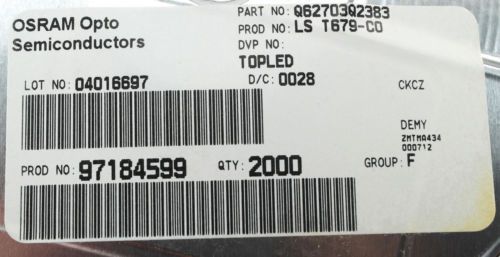 OSRAM Opto
Semiconductors
PART NO: Q62703Q2383
PROD NO: LS T679-CO
DVP NO:
TOPLED
LOT NO: 04016697
D/C: 0028
CKCZ
DEMY
ZMTMA434
000712
PROD NO: 97184599 QTY: 2000
GROUP: F